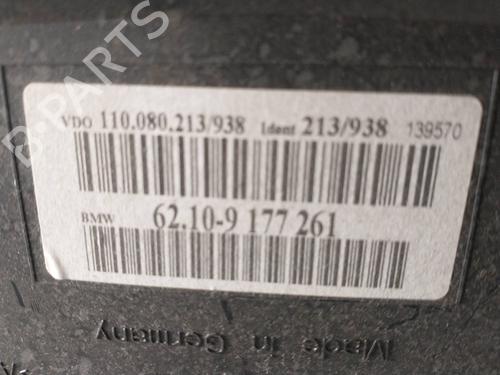 B-PARTS
VDO 110.080.213/938 Ident 213/938 139570
BMW 62.10-9 177 261
Made in Germany